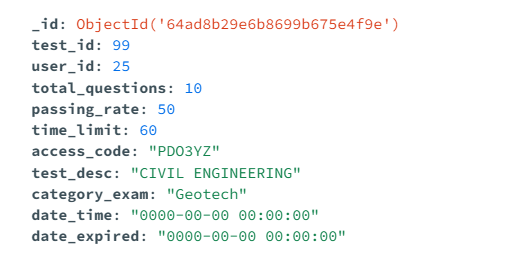 _id: ObjectId('64ad8b29e6b8699b675e4f9e')
test_id: 99
user_id: 25
total_questions: 10
passing_rate: 50
time_limit: 60
access_code: "PDO3YZ"
test_desc: "CIVIL ENGINEERING"
category_exam: "Geotech"
date_time: "0000-00-00 00:00:00"
date_expired: "0000-00-00 00:00:00"